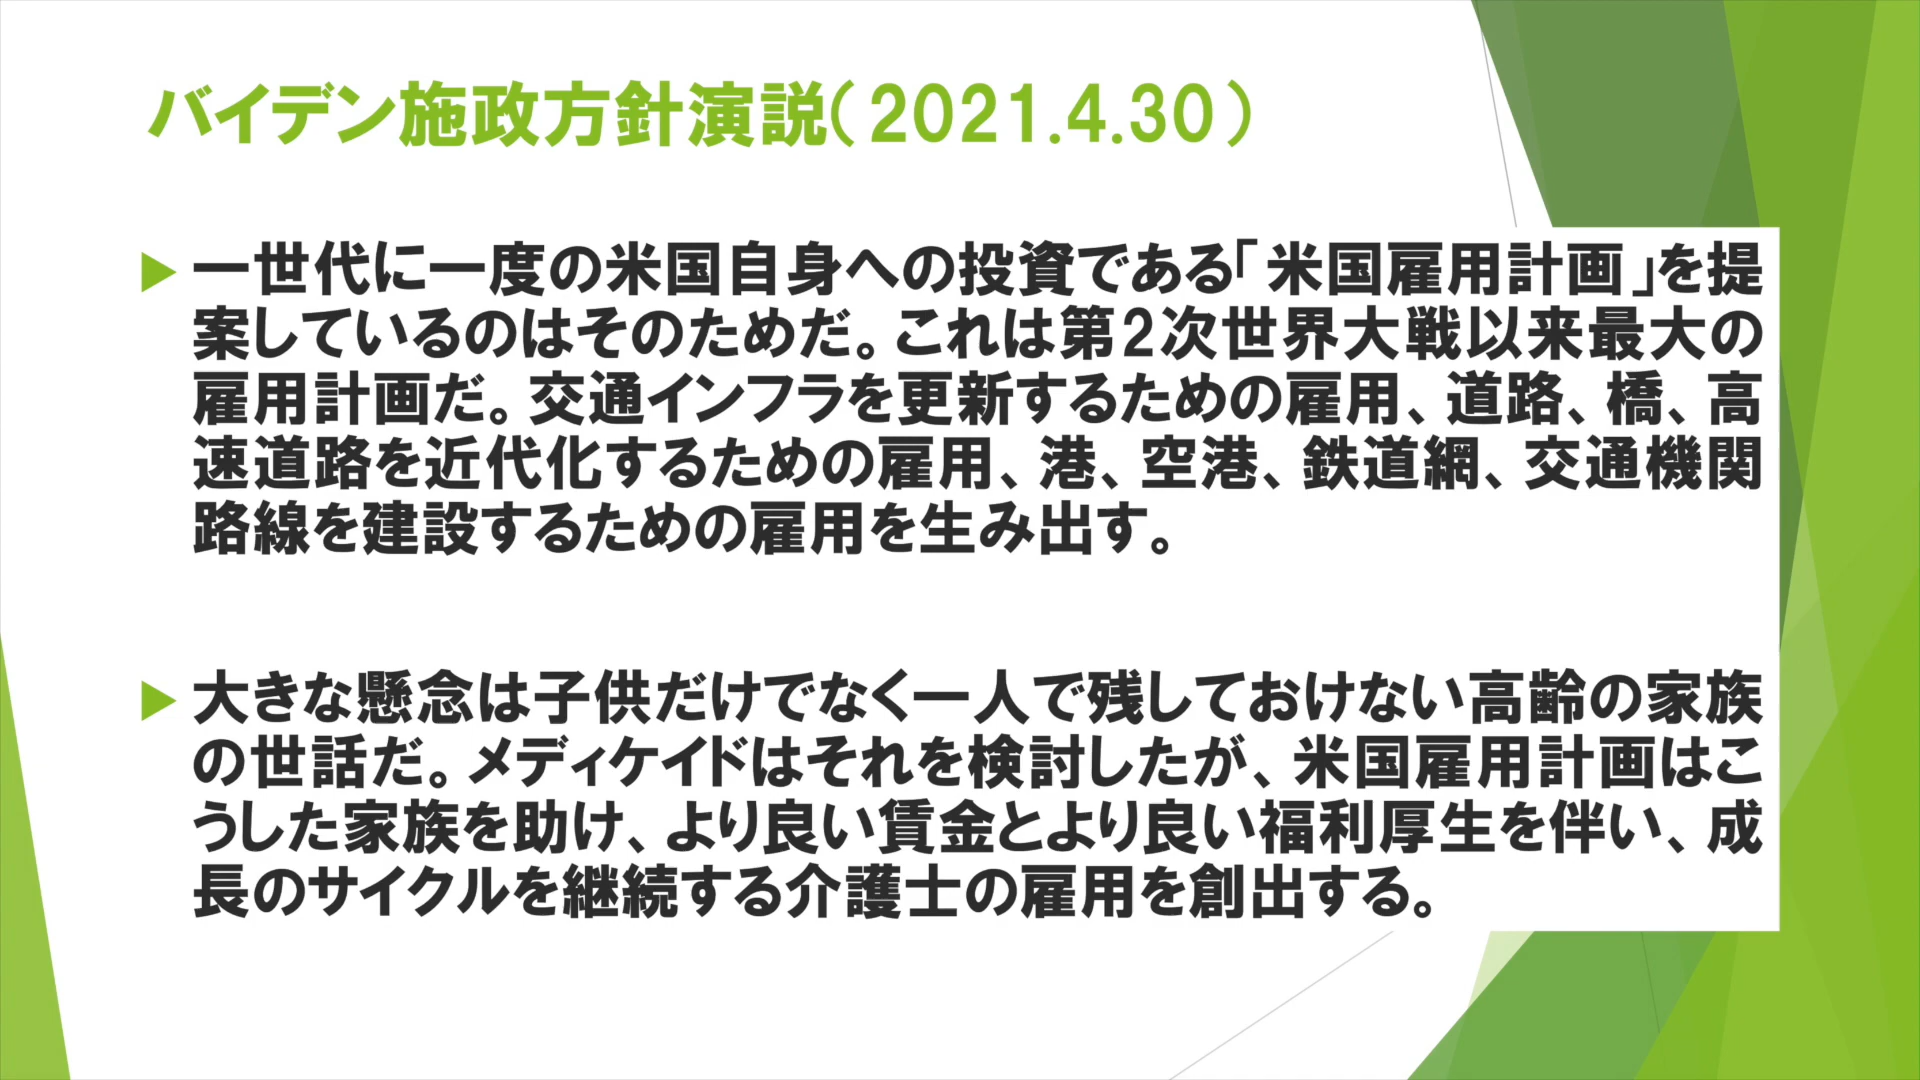 バイデン施政方針演説（2021.4.30）
一世代に一度の米国自身への投資である「米国雇用計画」を提
案しているのはそのためだ。これは第2次世界大戦以来最大の
雇用計画だ。交通インフラを更新するための雇用、道路、橋、高
速道路を近代化するための雇用、港、空港、鉄道網、交通機関
路線を建設するための雇用を生み出す。
大きな懸念は子供だけでなく一人で残しておけない高齢の家族
の世話だ。メディケイドはそれを検討したが、米国雇用計画はこ
うした家族を助け、より良い賃金とより良い福利厚生を伴い、成
長のサイクルを継続する介護士の雇用を創出する。